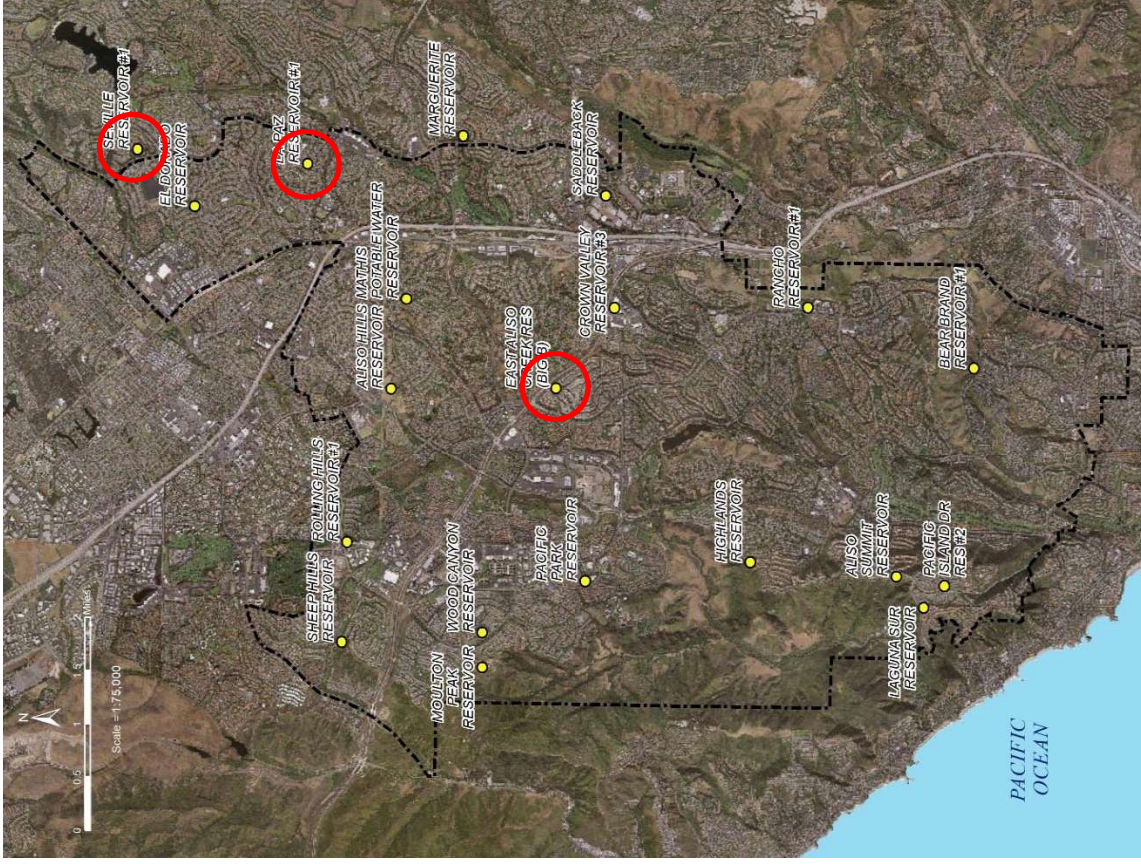 SEVILLE
RESERVOIR #1
EL DORADO
RESERVOIR
LA PAZ
RESERVOIR #1
MARGUERITE
RESERVOIR
SADDLEBACK
RESERVOIR
MATHIS
POTABLE WATER
RESERVOIR
ALISO HILLS
RESERVOIR
CROWN VALLEY
RESERVOIR #3
RANCHO
RESERVOIR #1
EAST ALISO
CREEK RES
(BIG B)
BEAR BRAND
RESERVOIR #1
ROLLING HILLS
RESERVOIR #1
SHEEP HILLS
RESERVOIR
WOOD CANYON
RESERVOIR
MOULTON
PEAK
RESERVOIR
PACIFIC
PARK
RESERVOIR
HIGHLANDS
RESERVOIR
ALISO
SUMMIT
RESERVOIR
PACIFIC
ISLAND DR
RES #2
LAGUNA SUR
RESERVOIR
N
0 0.5 1 1.5 Miles
Scale =1:75,000
PACIFIC
OCEAN